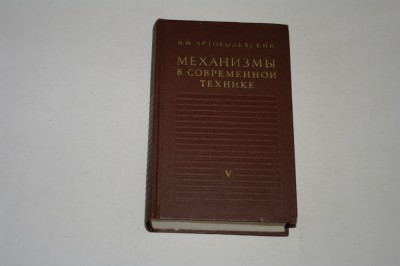 И.И. АРТОБОЛЕВСКИЙ
МЕХАНИЗМЫ
В СОВРЕМЕННОЙ
ТЕХНИКЕ
V